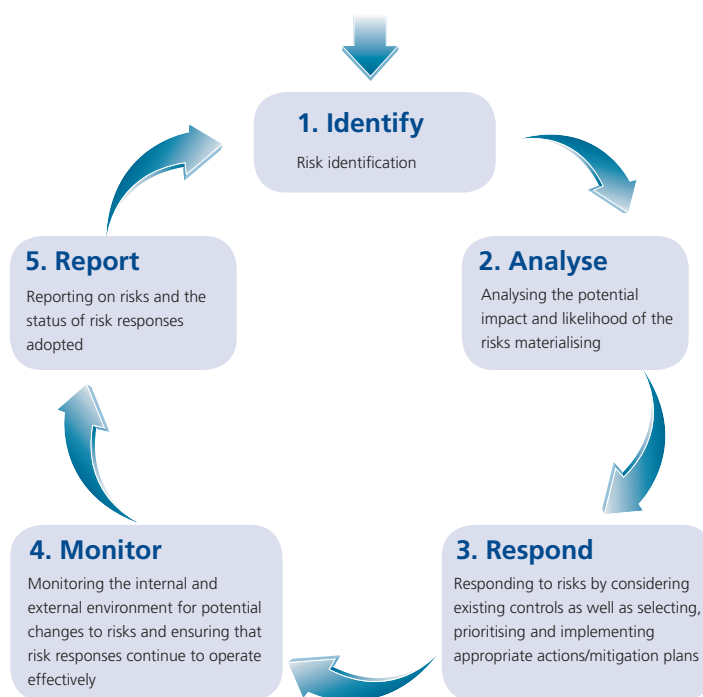 1. Identify
Risk identification
2. Analyse
Analysing the potential
impact and likelihood of the
risks materialising
3. Respond
Responding to risks by considering
existing controls as well as selecting,
prioritising and implementing
appropriate actions/mitigation plans
4. Monitor
Monitoring the internal and
external environment for potential
changes to risks and ensuring that
risk responses continue to operate
effectively
5. Report
Reporting on risks and the
status of risk responses
adopted